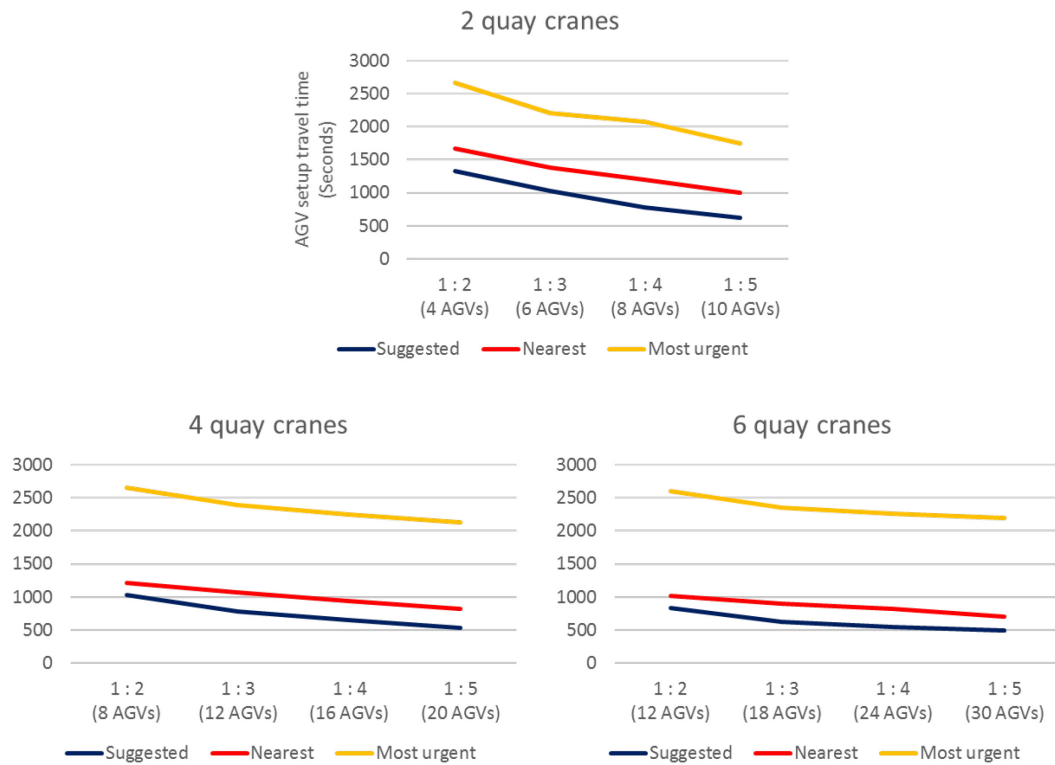 2 quay cranes
AGV setup travel time
(Seconds)
3000
2500
2000
1500
1000
500
0
1 : 2 1 : 3 1 : 4 1 : 5
(4 AGVs) (6 AGVs) (8 AGVs) (10 AGVs)
Suggested Nearest Most urgent
4 quay cranes
3000
2500
2000
1500
1000
500
0
1 : 2 1 : 3 1 : 4 1 : 5
(8 AGVs) (12 AGVs) (16 AGVs) (20 AGVs)
Suggested Nearest Most urgent
6 quay cranes
3000
2500
2000
1500
1000
500
0
1 : 2 1 : 3 1 : 4 1 : 5
(12 AGVs) (18 AGVs) (24 AGVs) (30 AGVs)
Suggested Nearest Most urgent